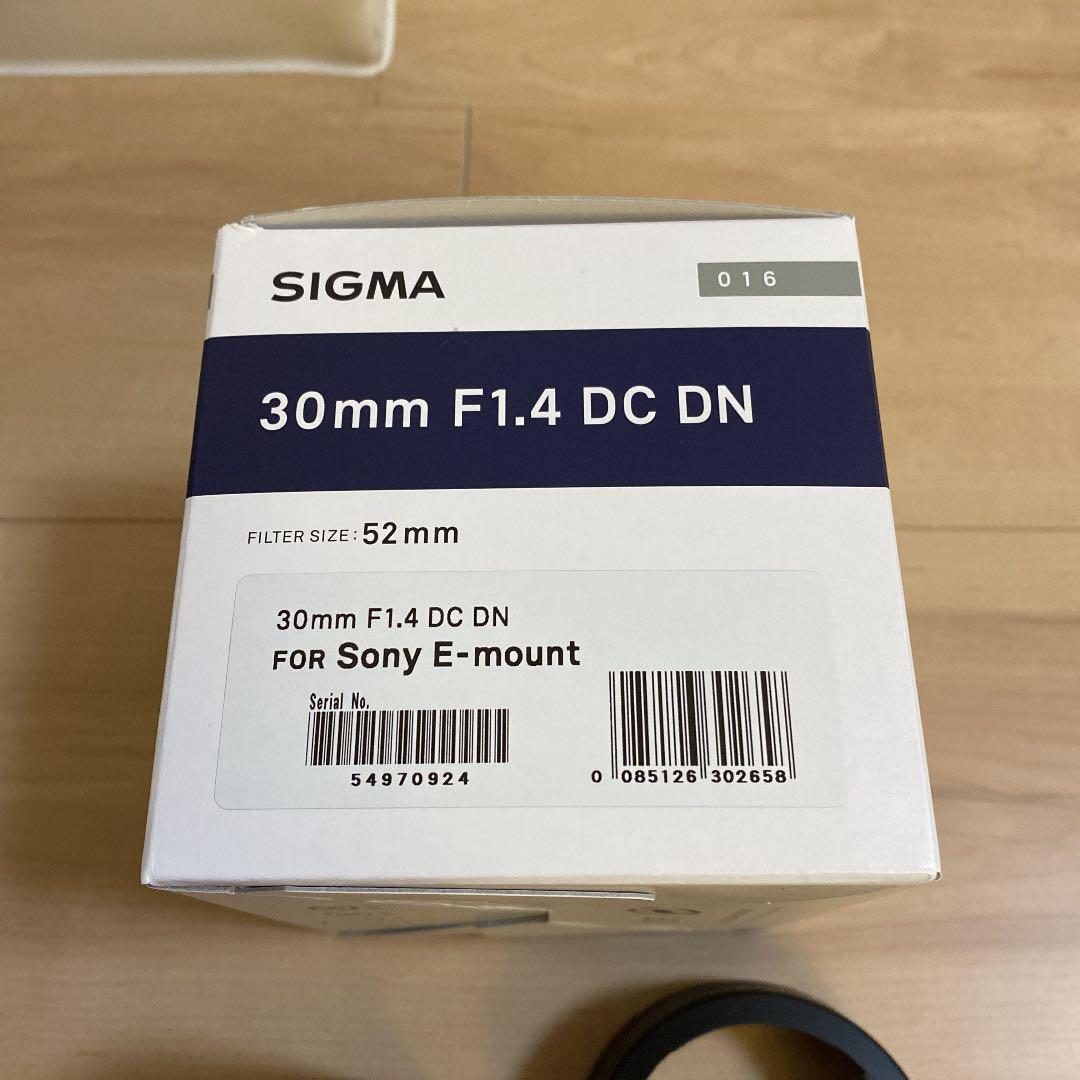 SIGMA
016
30mm F1.4 DC DN
FILTER SIZE: 52mm
30mm F1.4 DC DN
FOR Sony E-mount
Serial No.
54970924
0 085126 302658